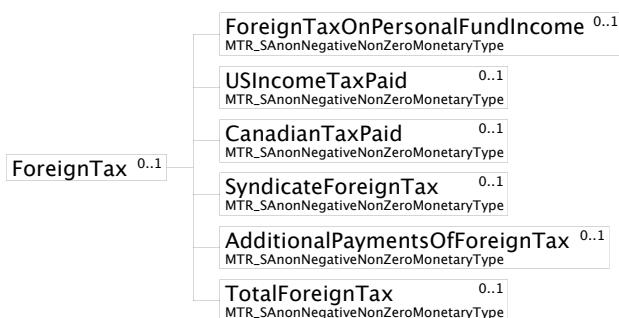 ForeignTaxOnPersonalFundIncome 0..1
MTR_SAnonNegativeNonZeroMonetaryType
USIncomeTaxPaid 0..1
MTR_SAnonNegativeNonZeroMonetaryType
CanadianTaxPaid 0..1
MTR_SAnonNegativeNonZeroMonetaryType
ForeignTax 0..1
SyndicateForeignTax 0..1
MTR_SAnonNegativeNonZeroMonetaryType
AdditionalPaymentsOfForeignTax 0..1
MTR_SAnonNegativeNonZeroMonetaryType
TotalForeignTax 0..1
MTR_SAnonNegativeNonZeroMonetaryType